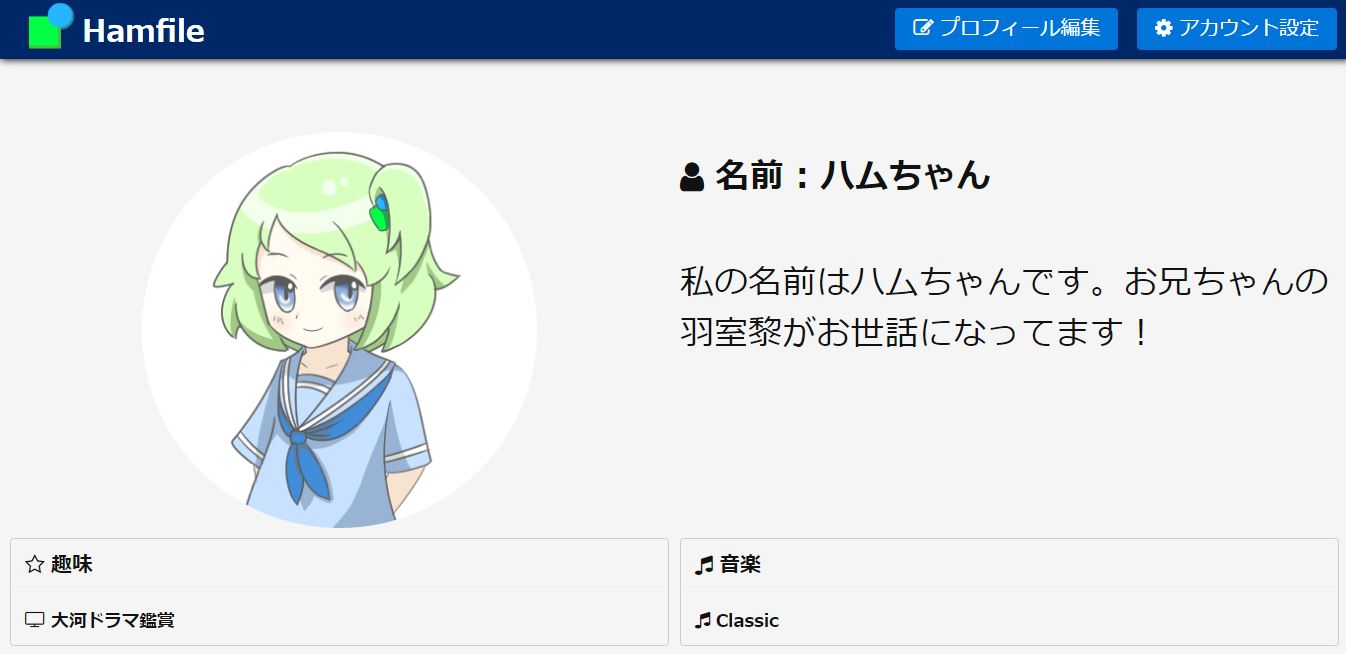 Hamfile
プロフィール編集
アカウント設定
名前：ハムちゃん
私の名前はハムちゃんです。お兄ちゃんの
羽室黎がお世話になってます！
趣味
大河ドラマ鑑賞
音楽
Classic